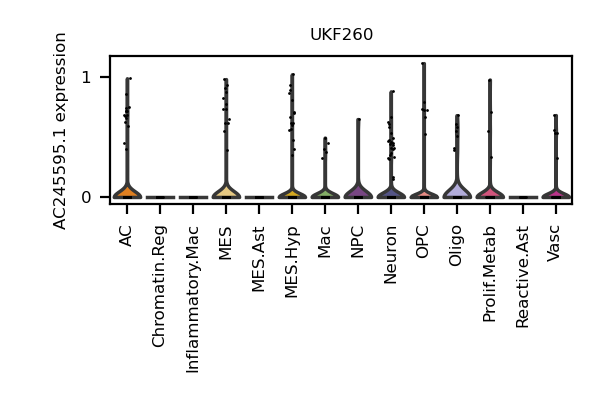 UKF260
AC245595.1 expression
1
0
AC
Chromatin.Reg
Inflammatory.Mac
MES
MES.Ast
MES.Hyp
Mac
NPC
Neuron
OPC
Oligo
Prolif.Metab
Reactive.Ast
Vasc